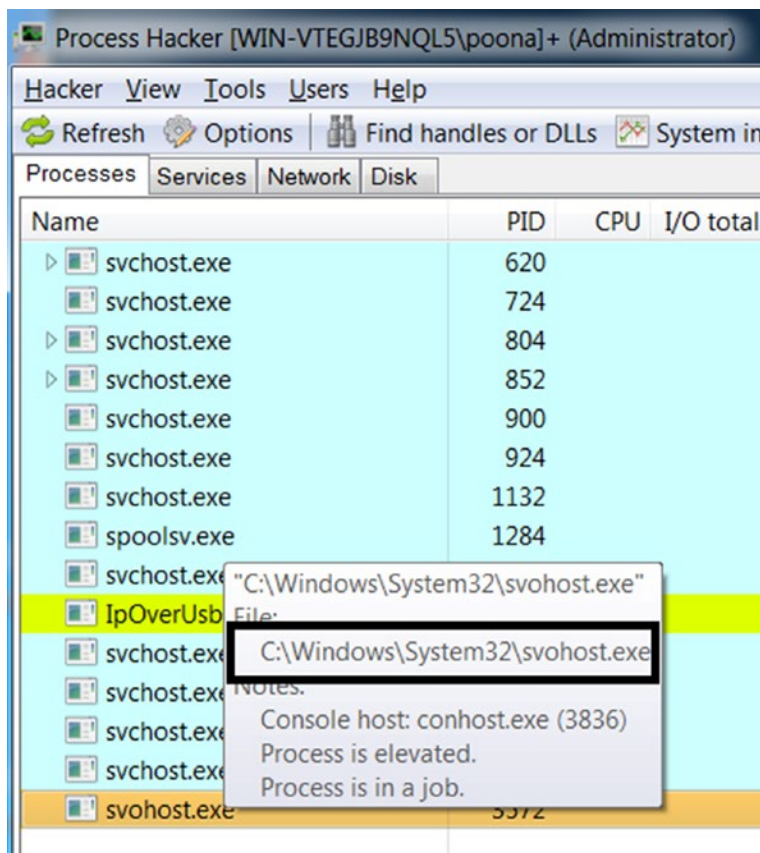 Process Hacker [WIN-VTEGJB9NQL5\poona]+ (Administrator)
Hacker View Tools Users Help
Refresh Options Find handles or DLLs System in
Processes Services Network Disk
Name PID CPU I/O total
svchost.exe 620
svchost.exe 724
svchost.exe 804
svchost.exe 852
svchost.exe 900
svchost.exe 924
svchost.exe 1132
spoolsv.exe 1284
svchost.exe "C:\Windows\System32\svohost.exe"
IpOverUsb File:
svchost.exe C:\Windows\System32\svohost.exe
svchost.exe Notes:
svchost.exe Console host: conhost.exe (3836)
Process is elevated.
svchost.exe Process is in a job.
svohost.exe 3572